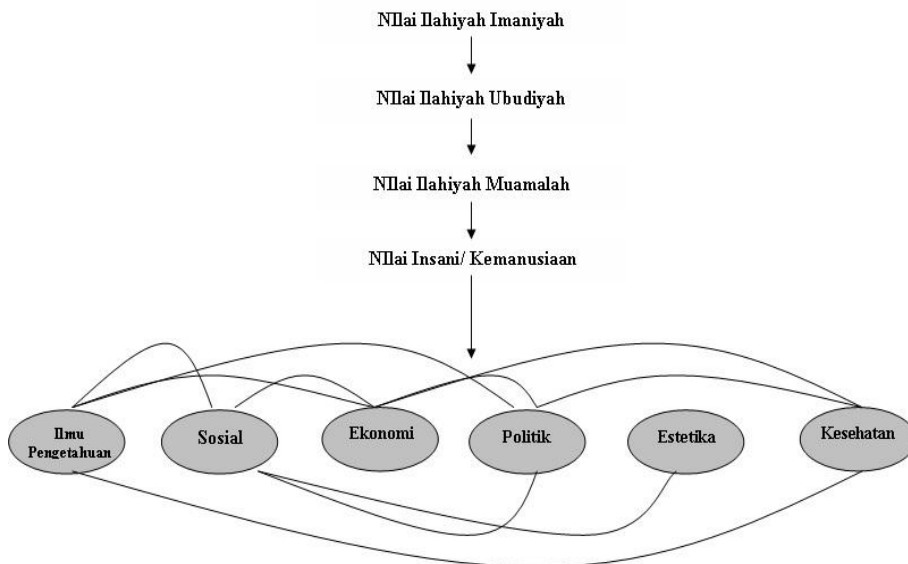 NIlai Ilahiyah Imaniyah
NIlai Ilahiyah Ubudiyah
NIlai Ilahiyah Muamalah
NIlai Insani/ Kemanusiaan
Ilmu
Pengetahuan
Sosial
Ekonomi
Politik
Estetika
Kesehatan